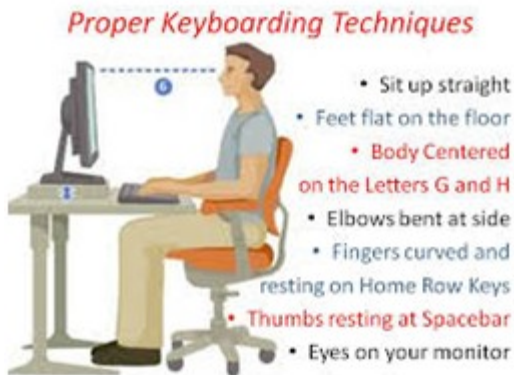 Proper Keyboarding Techniques
6
• Sit up straight
• Feet flat on the floor
• Body Centered
on the Letters G and H
• Elbows bent at side
• Fingers curved and
resting on Home Row Keys
• Thumbs resting at Spacebar
• Eyes on your monitor